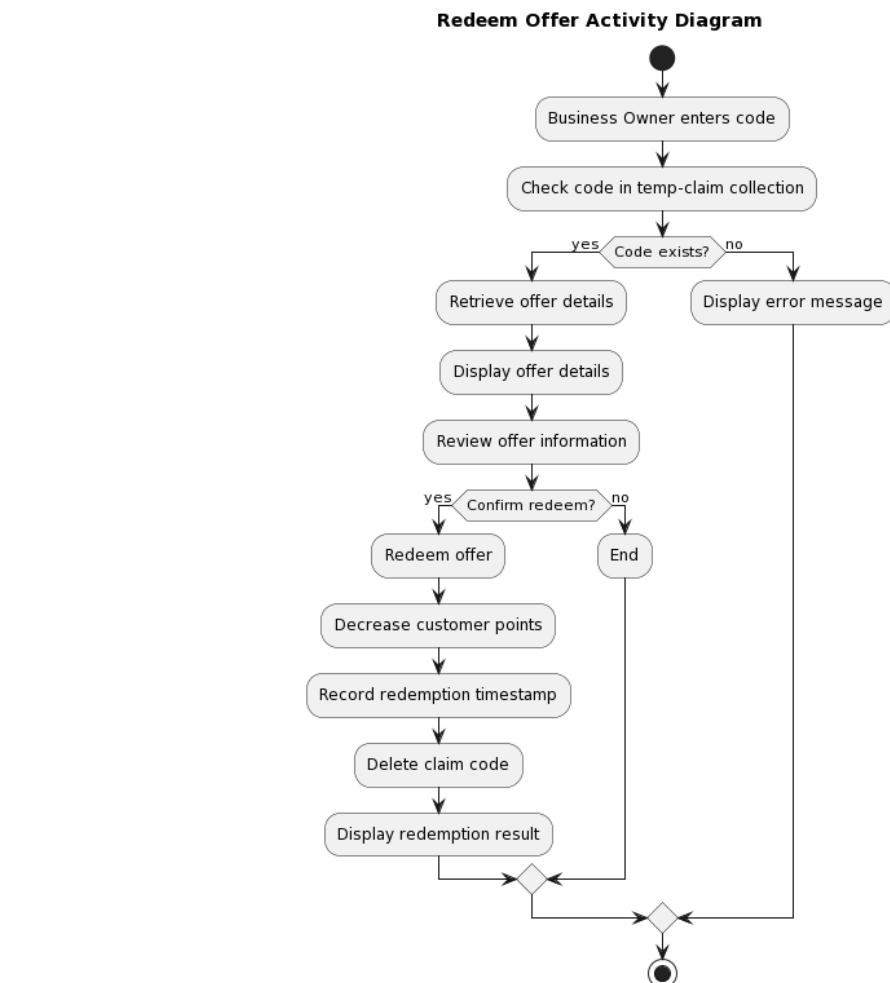 Redeem Offer Activity Diagram
Business Owner enters code
Check code in temp-claim collection
yes
Code exists?
no
Retrieve offer details
Display error message
Display offer details
Review offer information
yes
Confirm redeem?
no
Redeem offer
End
Decrease customer points
Record redemption timestamp
Delete claim code
Display redemption result